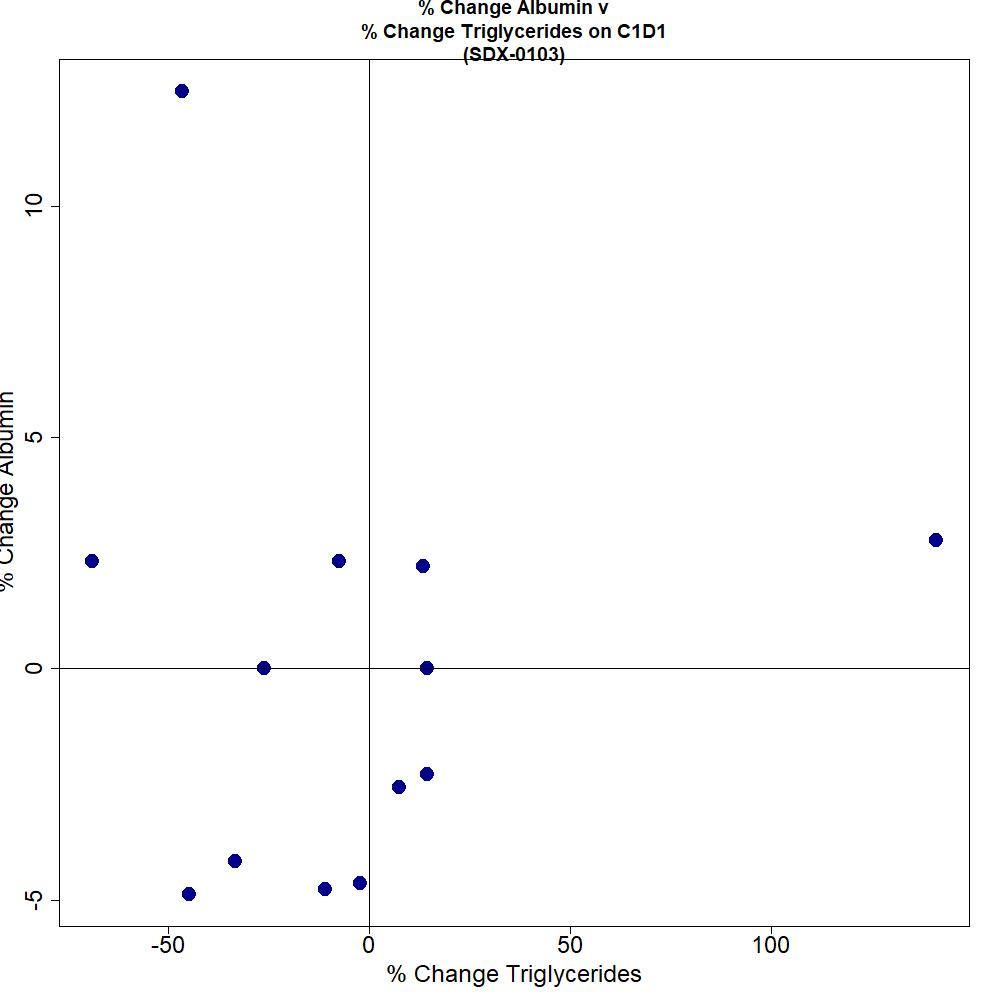 % Change Albumin v
% Change Triglycerides on C1D1
(SDX-0103)
10
5
0
-5
% Change Albumin
-50
0
50
100
% Change Triglycerides